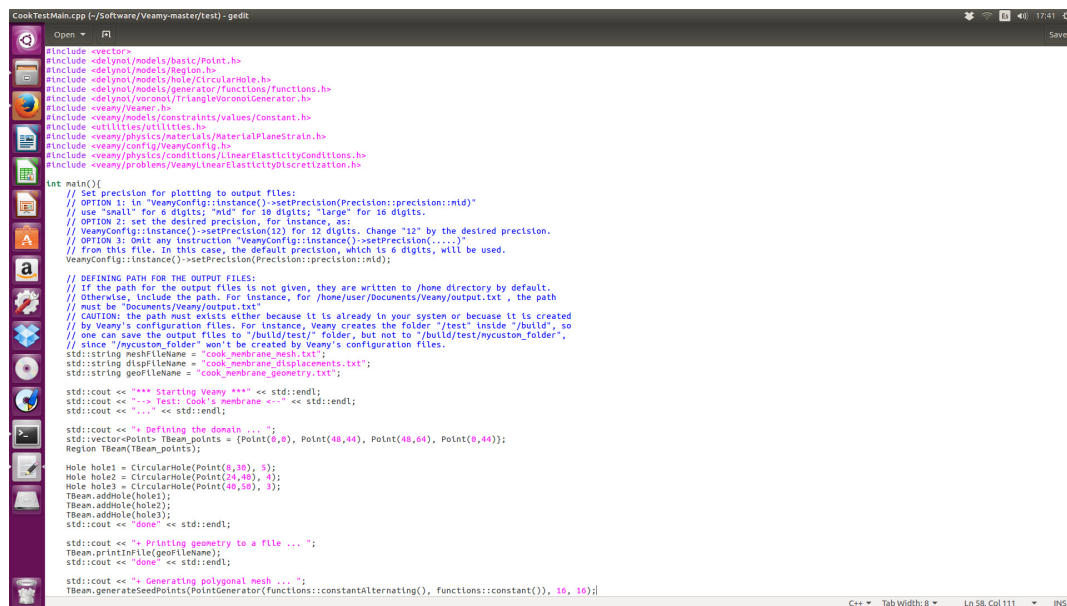 CookTestMain.cpp (~/Software/Veamy-master/test) - gedit
Es 17:41
Open Save
#include <vector>
#include <delynoi/models/basic/Point.h>
#include <delynoi/models/Region.h>
#include <delynoi/models/hole/CircularHole.h>
#include <delynoi/models/generator/functions/functions.h>
#include <delynoi/voronoi/TriangleVoronoiGenerator.h>
#include <veamy/Veamer.h>
#include <veamy/models/constraints/values/Constant.h>
#include <utilities/utilities.h>
#include <veamy/physics/materials/MaterialPlaneStrain.h>
#include <veamy/config/VeamyConfig.h>
#include <veamy/physics/conditions/LinearElasticityConditions.h>
#include <veamy/problems/VeamyLinearElasticityDiscretization.h>
int main(){
// Set precision for plotting to output files:
// OPTION 1: in "VeamyConfig::instance()->setPrecision(Precision::precision::mid)"
// use "small" for 6 digits; "mid" for 10 digits; "large" for 16 digits.
// OPTION 2: set the desired precision, for instance, as:
// VeamyConfig::instance()->setPrecision(12) for 12 digits. Change "12" by the desired precision.
// OPTION 3: Omit any instruction "VeamyConfig::instance()->setPrecision(.....)"
// from this file. In this case, the default precision, which is 6 digits, will be used.
VeamyConfig::instance()->setPrecision(Precision::precision::mid);
// DEFINING PATH FOR THE OUTPUT FILES:
// If the path for the output files is not given, they are written to /home directory by default.
// Otherwise, include the path. For instance, for /home/user/Documents/Veamy/output.txt , the path
// must be "Documents/Veamy/output.txt"
// CAUTION: the path must exists either because it is already in your system or becuase it is created
// by Veamy's configuration files. For instance, Veamy creates the folder "/test" inside "/build", so
// one can save the output files to "/build/test/" folder, but not to "/build/test/mycustom_folder",
// since "/mycustom_folder" won't be created by Veamy's configuration files.
std::string meshFileName = "cook_membrane_mesh.txt";
std::string dispFileName = "cook_membrane_displacements.txt";
std::string geoFileName = "cook_membrane_geometry.txt";
std::cout << "*** Starting Veamy ***" << std::endl;
std::cout << "--> Test: Cook's membrane <--" << std::endl;
std::cout << "..." << std::endl;
std::cout << "+ Defining the domain ... ";
std::vector<Point> TBeam_points = {Point(0,0), Point(48,44), Point(48,64), Point(0,44)};
Region TBeam(TBeam_points);
Hole hole1 = CircularHole(Point(8,30), 5);
Hole hole2 = CircularHole(Point(24,40), 4);
Hole hole3 = CircularHole(Point(40,50), 3);
TBeam.addHole(hole1);
TBeam.addHole(hole2);
TBeam.addHole(hole3);
std::cout << "done" << std::endl;
std::cout << "+ Printing geometry to a file ... ";
TBeam.printInFile(geoFileName);
std::cout << "done" << std::endl;
std::cout << "+ Generating polygonal mesh ... ";
TBeam.generateSeedPoints(PointGenerator(functions::constantAlternating(), functions::constant()), 16, 16);
C++ Tab Width: 8 Ln 58, Col 111 INS